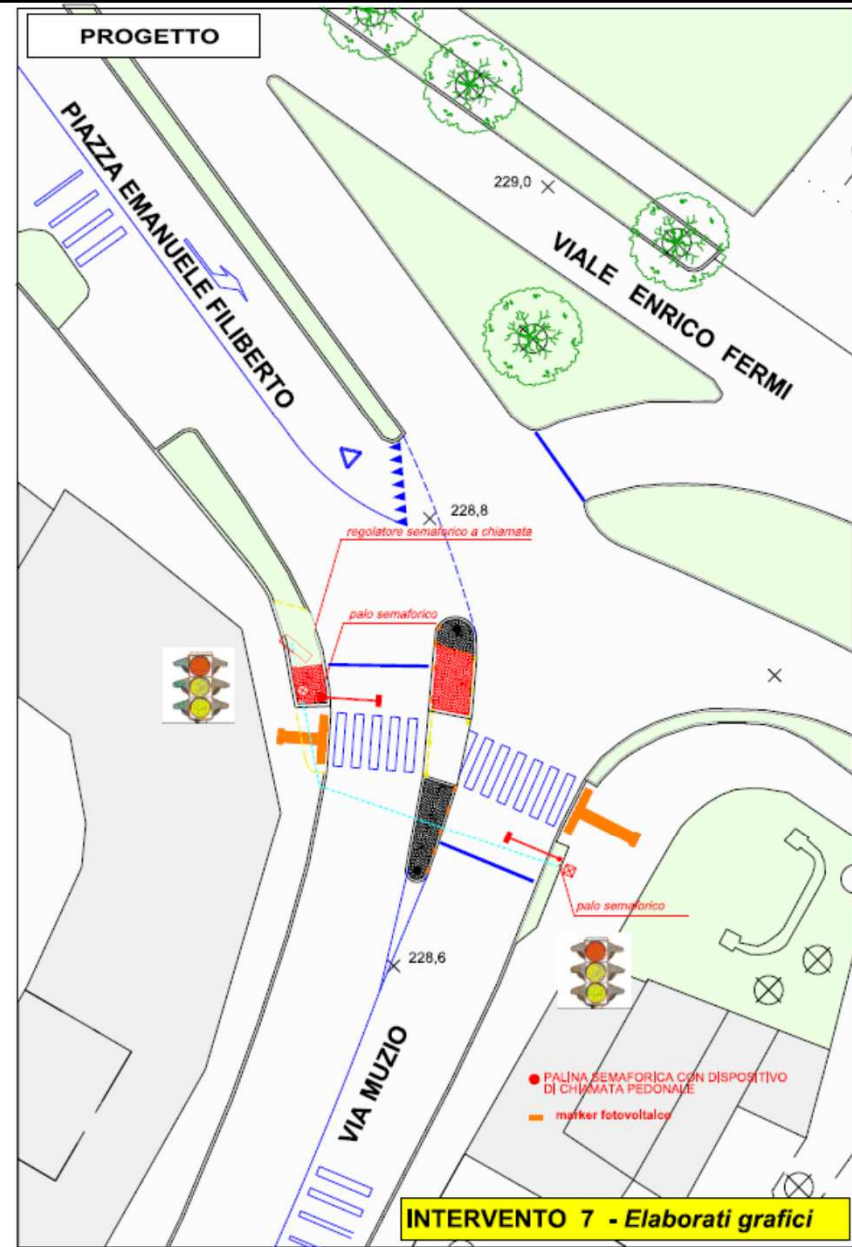 PROGETTO
PIAZZA EMANUELE FILIBERTO
229,0
VIALE ENRICO FERMI
228,8
regolatore semaforico a chiamata
palo semaforico
palo semaforico
228,6
VIA MUZIO
PALINA SEMAFORICA CON DISPOSITIVO
DI CHIAMATA PEDONALE
marker fotovoltaico
INTERVENTO 7 - Elaborati grafici